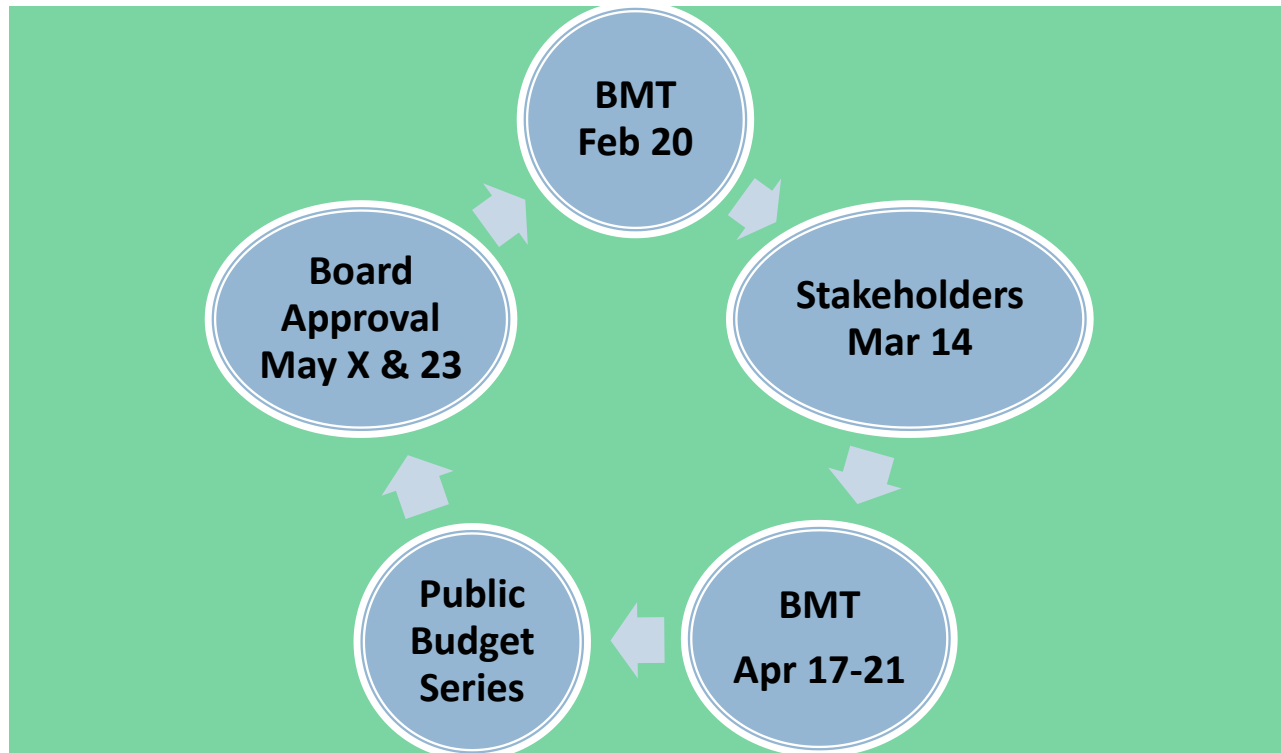 BMT
Feb 20
Stakeholders
Mar 14
BMT
Apr 17-21
Public
Budget
Series
Board
Approval
May X & 23